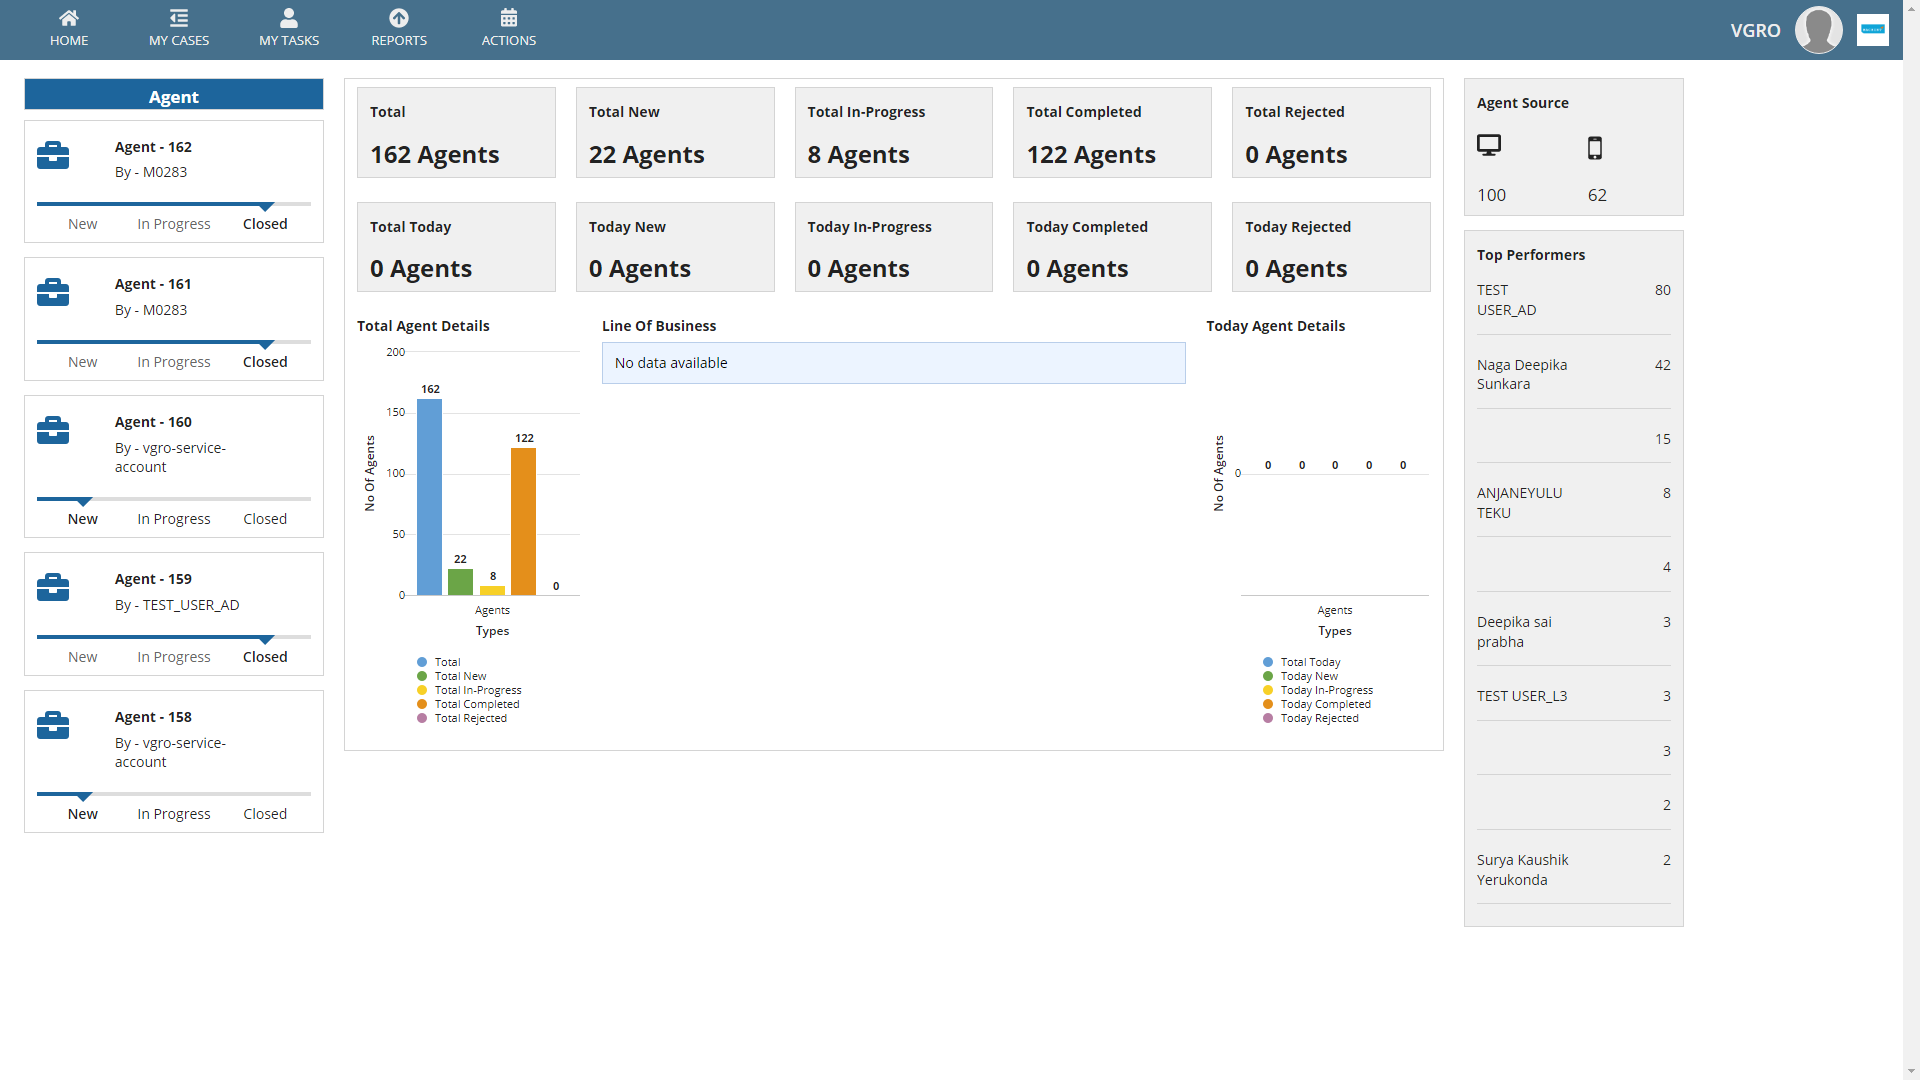 HOME
MY CASES
MY TASKS
REPORTS
ACTIONS
VGRO
Agent
Agent - 162
By - M0283
New
In Progress
Closed
Agent - 161
By - M0283
New
In Progress
Closed
Agent - 160
By - vgro-service-
account
New
In Progress
Closed
Agent - 159
By - TEST_USER_AD
New
In Progress
Closed
Agent - 158
By - vgro-service-
account
New
In Progress
Closed
Total
162 Agents
Total New
22 Agents
Total In-Progress
8 Agents
Total Completed
122 Agents
Total Rejected
0 Agents
Total Today
0 Agents
Today New
0 Agents
Today In-Progress
0 Agents
Today Completed
0 Agents
Today Rejected
0 Agents
Total Agent Details
No Of Agents
200
150
100
50
0
162
22
8
122
0
Agents
Types
Total
Total New
Total In-Progress
Total Completed
Total Rejected
Line Of Business
No data available
Today Agent Details
No Of Agents
0
0
0
0
0
0
Agents
Types
Total Today
Today New
Today In-Progress
Today Completed
Today Rejected
Agent Source
100
62
Top Performers
TEST
USER_AD
80
Naga Deepika
Sunkara
42
15
ANJANEYULU
TEKU
8
4
Deepika sai
prabha
3
TEST USER_L3
3
3
2
Surya Kaushik
Yerukonda
2